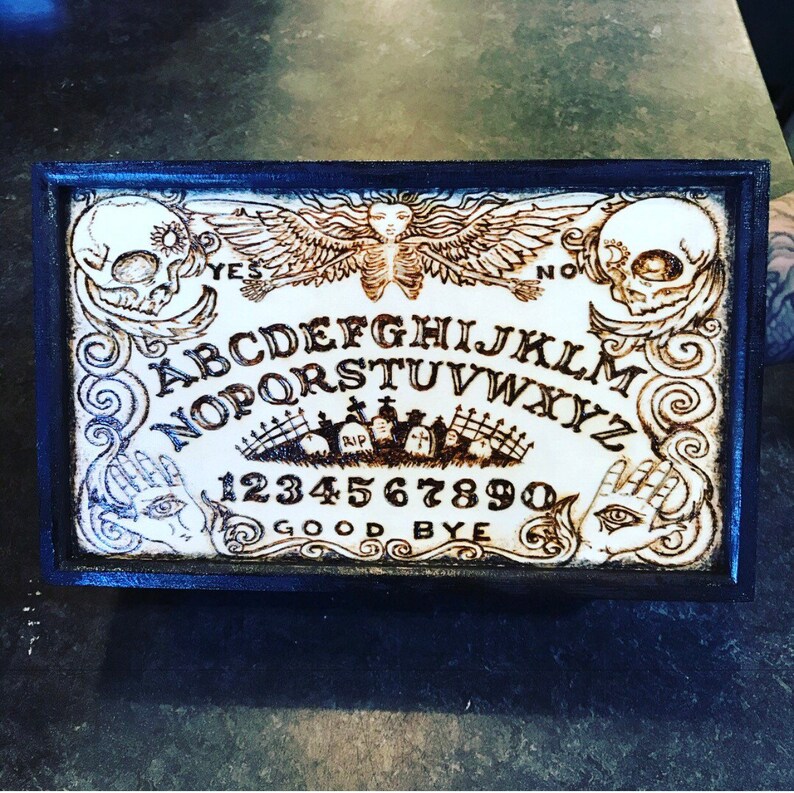 YES NO
ABCDEFGHIJKLM
NOPQRSTUVWXYZ
RIP
1234567890
GOOD BYE